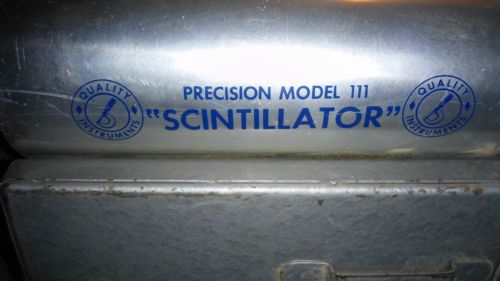 PRECISION MODEL 111
"SCINTILLATOR"
QUALITY
INSTRUMENTS
QUALITY
INSTRUMENTS